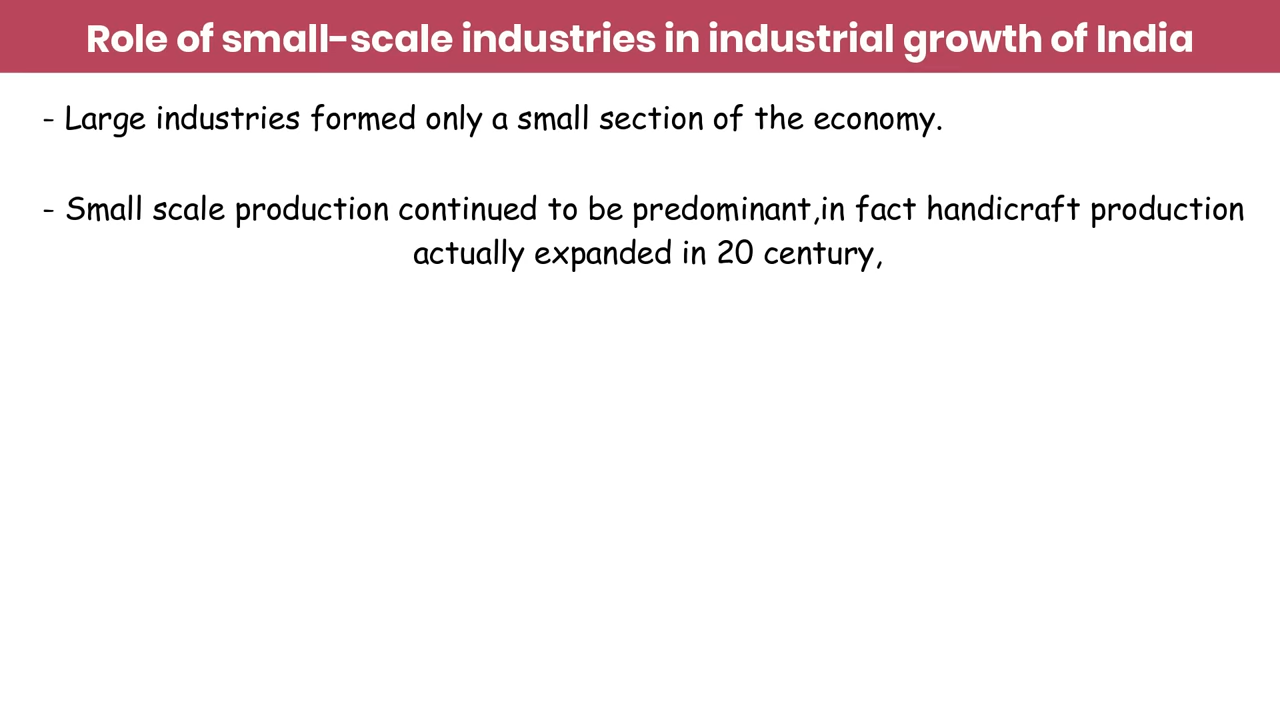 Role of small-scale industries in industrial growth of India
- Large industries formed only a small section of the economy.
- Small scale production continued to be predominant,in fact handicraft production
actually expanded in 20 century,